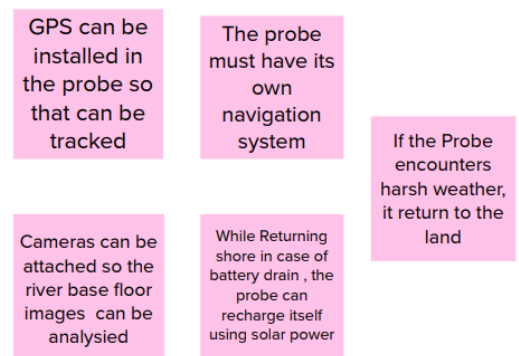 GPS can be
installed in
the probe so
that can be
tracked
The probe
must have its
own
navigation
system
If the Probe
encounters
harsh weather,
it return to the
land
Cameras can be
attached so the
river base floor
images can be
analysied
While Returning
shore in case of
battery drain , the
probe can
recharge itself
using solar power